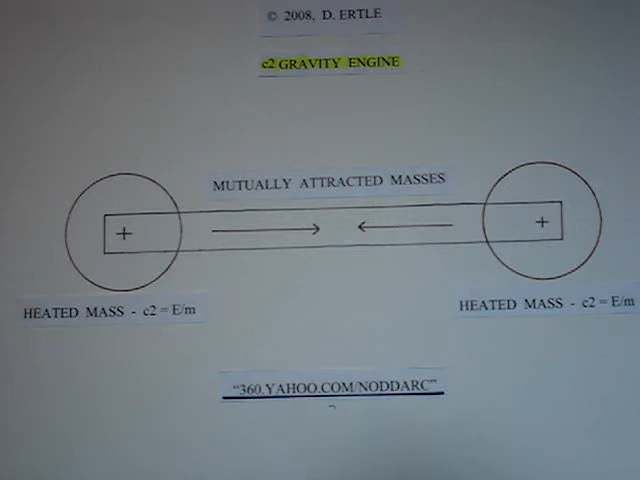 © 2008, D. ERTLE
c2 GRAVITY ENGINE
MUTUALLY ATTRACTED MASSES
+
+
HEATED MASS - c2 = E/m
HEATED MASS - c2 = E/m
"360.YAHOO.COM/NODDARC"